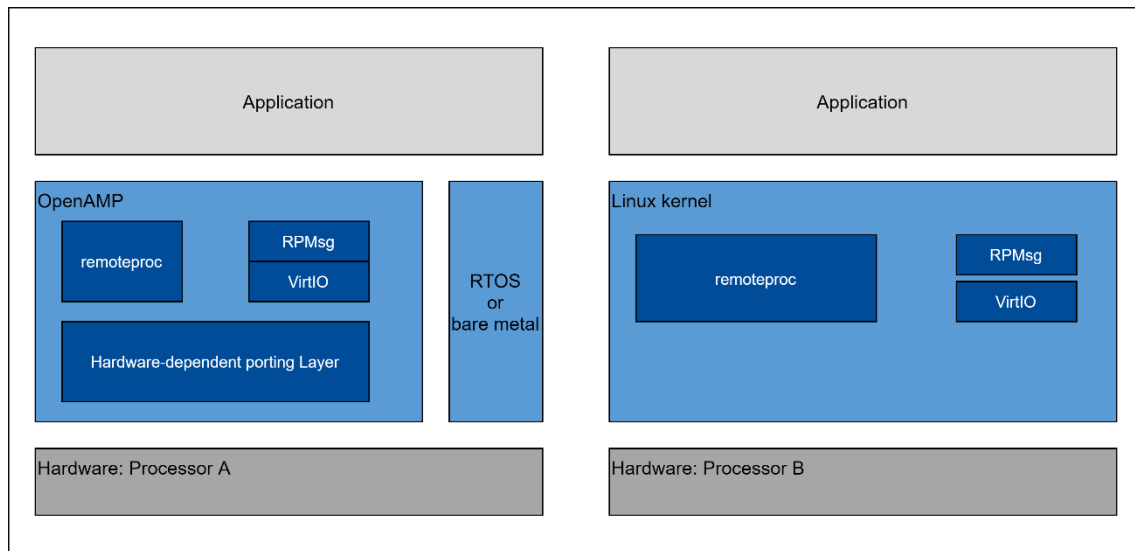 Application
OpenAMP
remoteproc
RPMsg
VirtIO
Hardware-dependent porting Layer
RTOS
or
bare metal
Hardware: Processor A
Application
Linux kernel
remoteproc
RPMsg
VirtIO
Hardware: Processor B